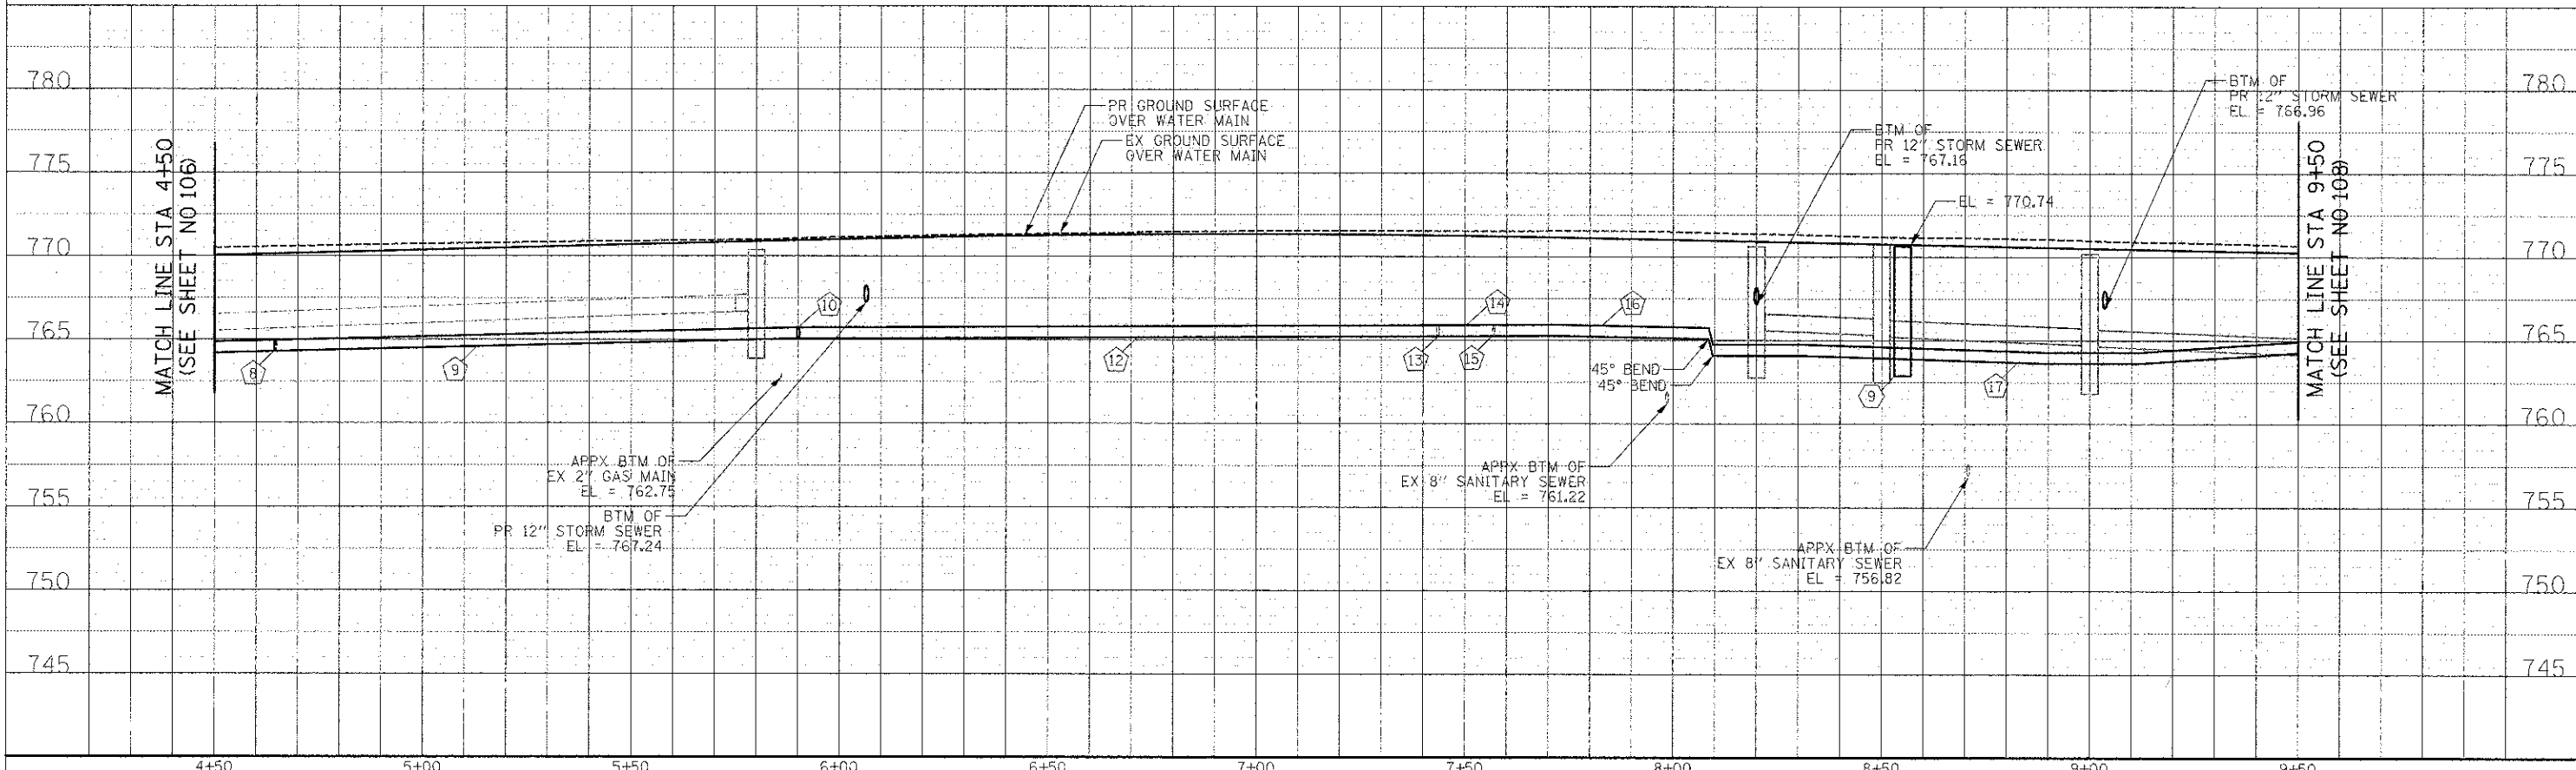 780
775
770
765
760
755
750
745
MATCH LINE STA 4+50
(SEE SHEET NO 106)
PR GROUND SURFACE
OVER WATER MAIN
EX GROUND SURFACE
OVER WATER MAIN
8
9
10
12
13
14
15
16
APPX BTM OF
EX 2" GAS MAIN
EL = 762.75
BTM OF
PR 12" STORM SEWER
EL = 767.24
45° BEND
45° BEND
APPX BTM OF
EX 8" SANITARY SEWER
EL = 761.22
BTM OF
PR 12" STORM SEWER
EL = 767.16
EL = 770.74
9
17
APPX BTM OF
EX 8" SANITARY SEWER
EL = 756.82
BTM OF
PR 12" STORM SEWER
EL = 766.96
MATCH LINE STA 9+50
(SEE SHEET NO 108)
780
775
770
765
760
755
750
745
4+50
5+00
5+50
6+00
6+50
7+00
7+50
8+00
8+50
9+00
9+50